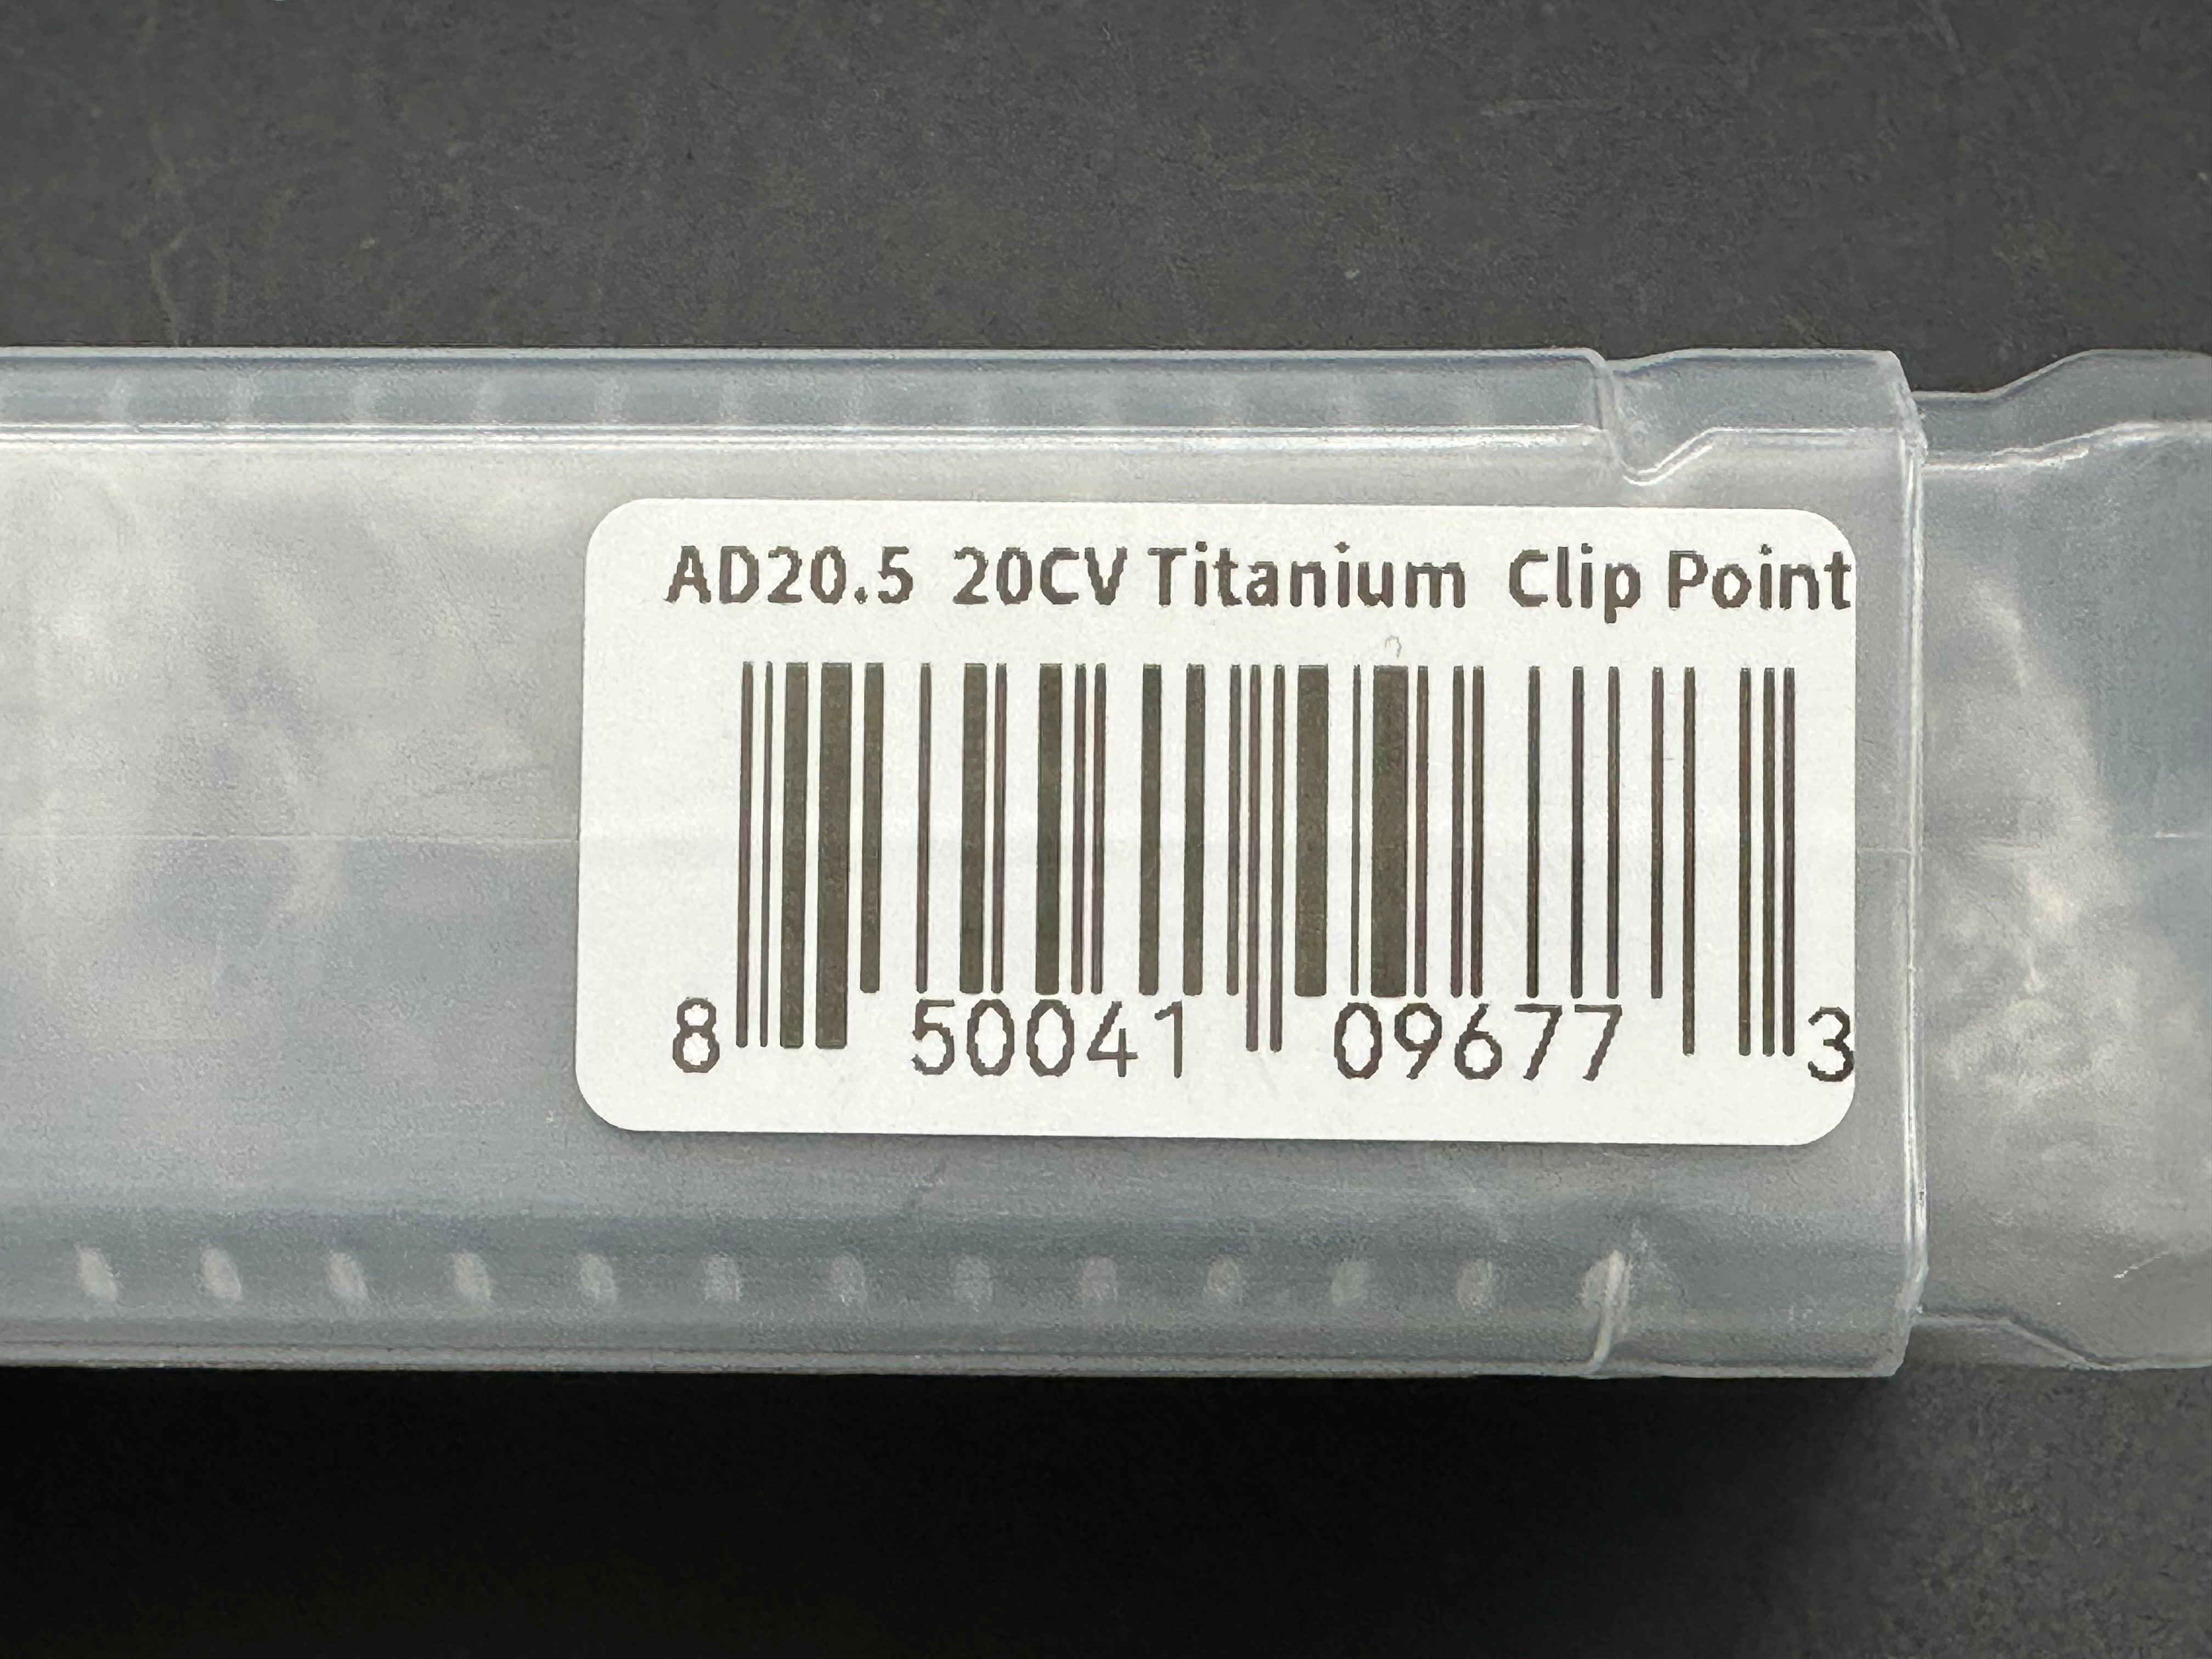 AD20.5 20CV Titanium Clip Point
8 50041 09677 3